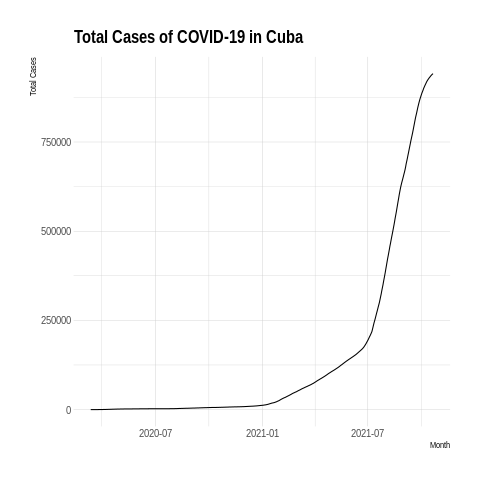 Total Cases of COVID-19 in Cuba
Total Cases
750000
500000
250000
0
2020-07
2021-01
2021-07
Month